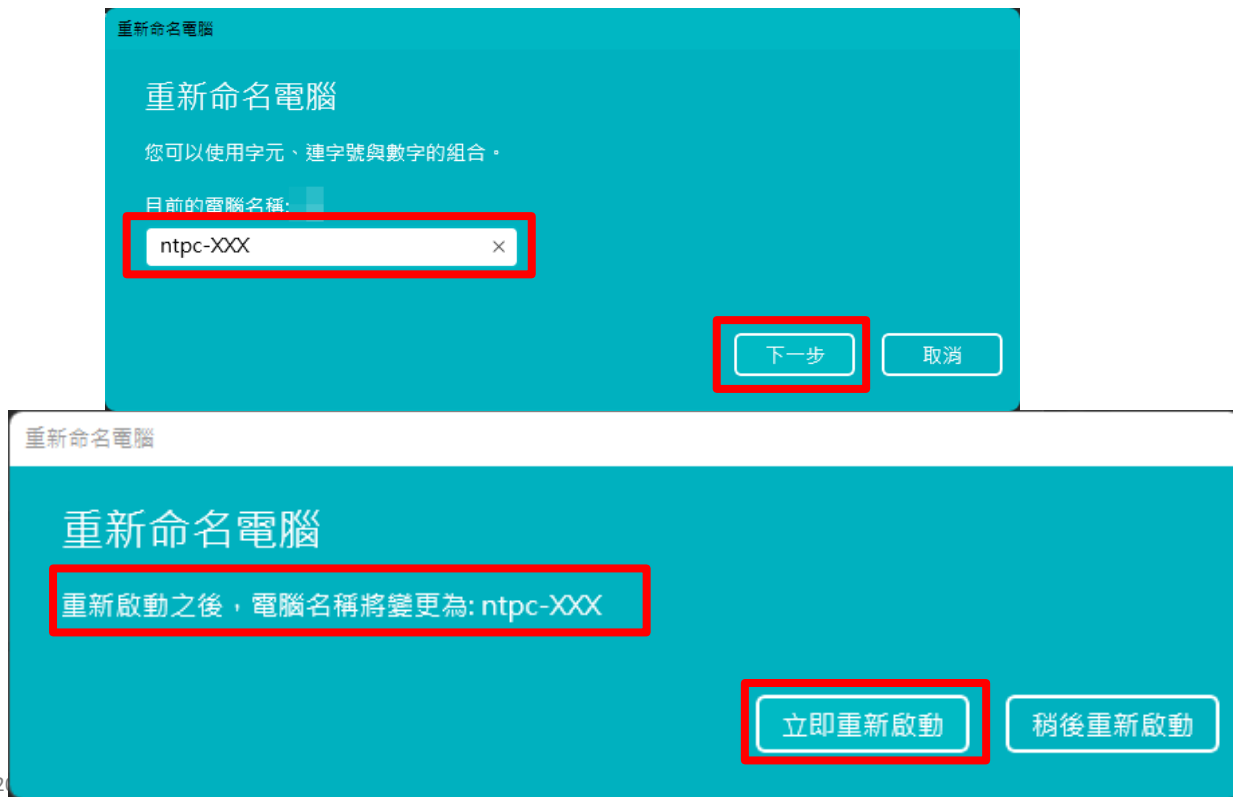 重新命名電腦
重新命名電腦
您可以使用字元、連字號與數字的組合。
目前的電腦名稱:
ntpc-XXX
下一步 取消
重新命名電腦
重新命名電腦
重新啟動之後，電腦名稱將變更為: ntpc-XXX
立即重新啟動 稍後重新啟動